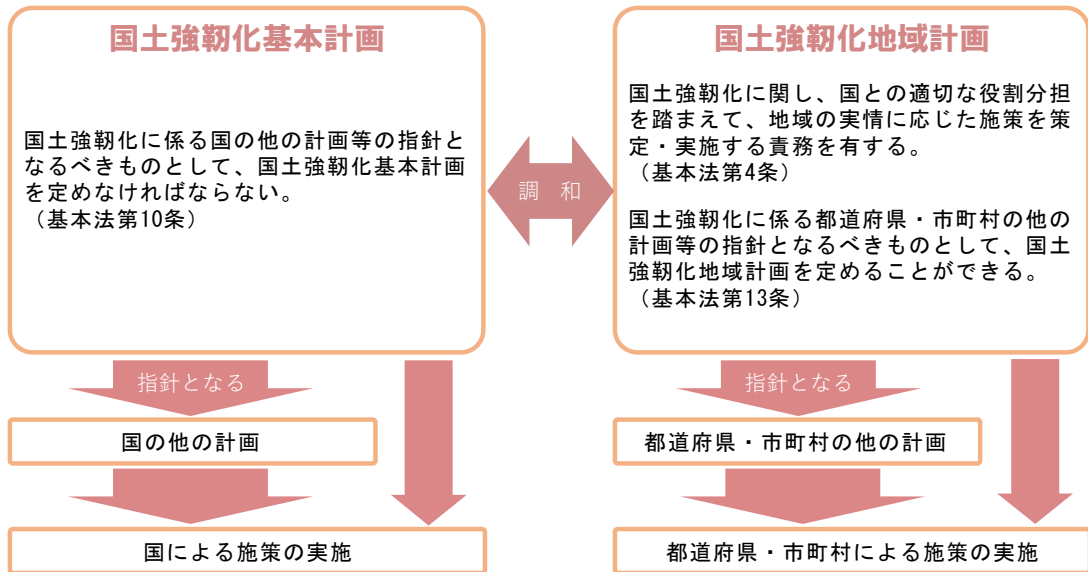 国土強靭化基本計画
国土強靭化に係る国の他の計画等の指針と
なるべきものとして、国土強靭化基本計画
を定めなければならない。
（基本法第10条）
調　和
国土強靭化地域計画
国土強靭化に関し、国との適切な役割分担
を踏まえて、地域の実情に応じた施策を策
定・実施する責務を有する。
（基本法第4条）
国土強靭化に係る都道府県・市町村の他の
計画等の指針となるべきものとして、国土
強靭化地域計画を定めることができる。
（基本法第13条）
指針となる
国の他の計画
国による施策の実施
指針となる
都道府県・市町村の他の計画
都道府県・市町村による施策の実施